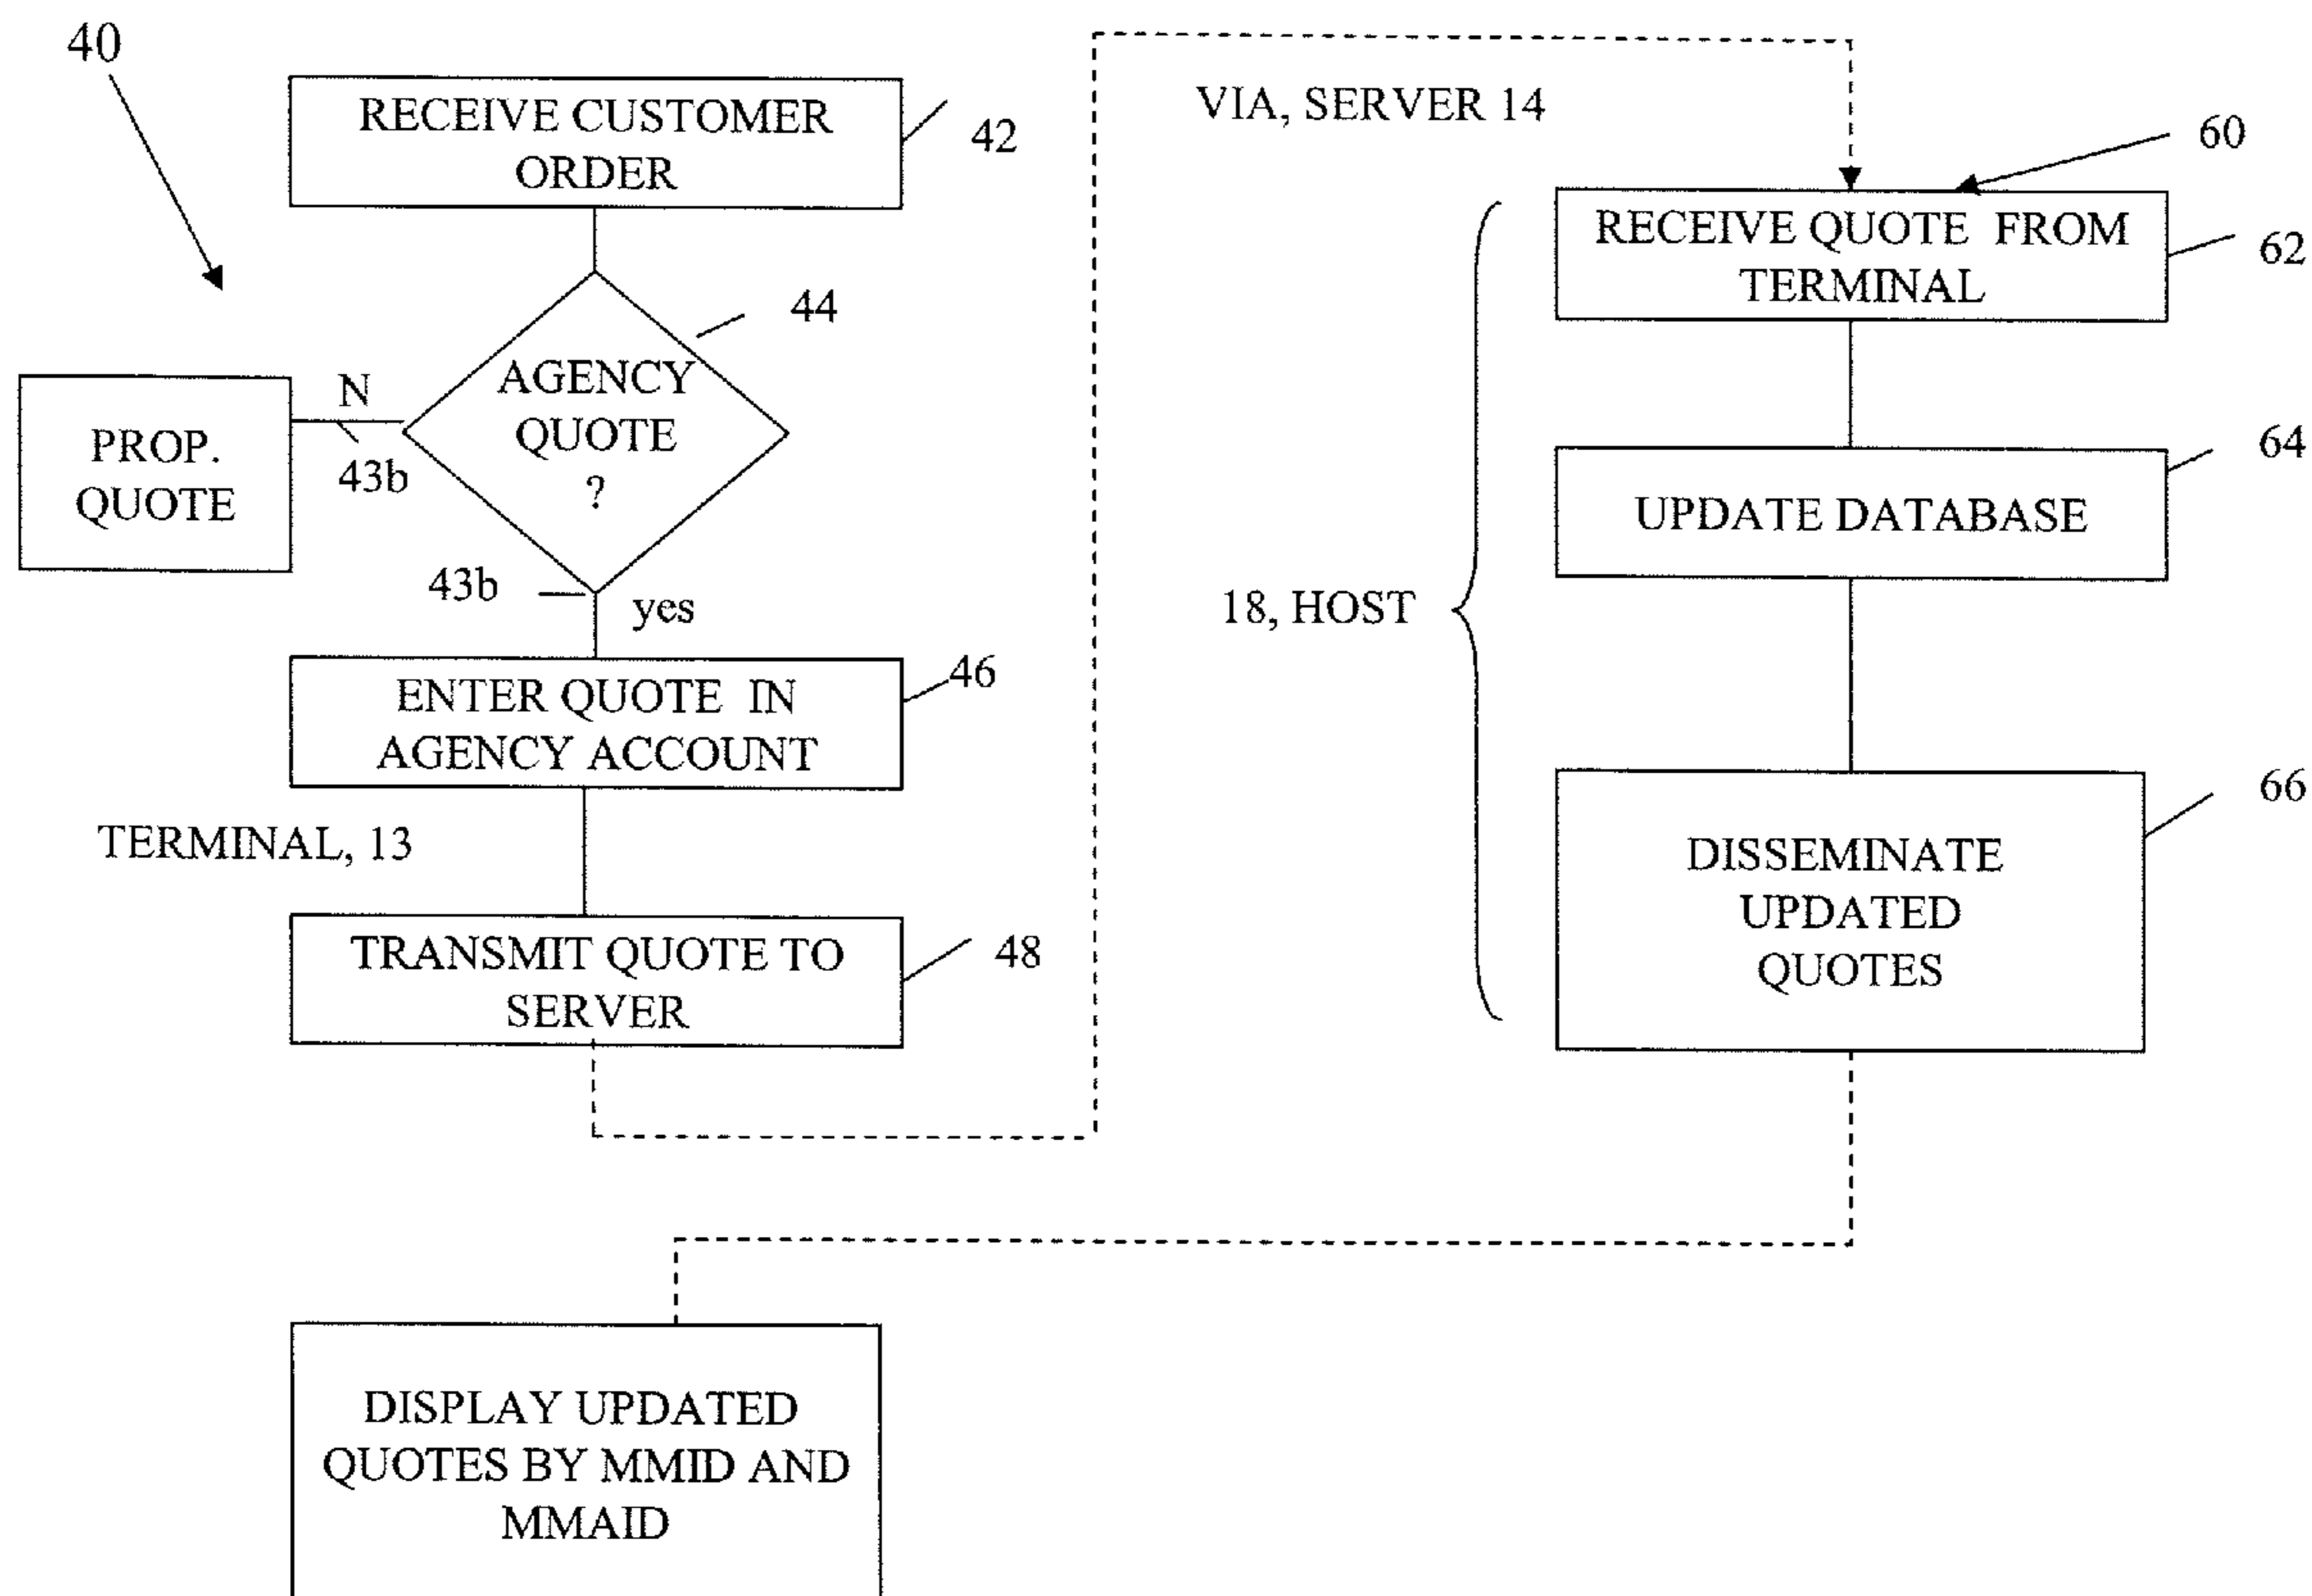 40
RECEIVE CUSTOMER
ORDER
42
44
AGENCY
QUOTE
?
N
43b
PROP.
QUOTE
43b
yes
ENTER QUOTE IN
AGENCY ACCOUNT
46
TERMINAL, 13
TRANSMIT QUOTE TO
SERVER
48
VIA, SERVER 14
60
RECEIVE QUOTE FROM
TERMINAL
62
UPDATE DATABASE
64
18, HOST
DISSEMINATE
UPDATED
QUOTES
66
DISPLAY UPDATED
QUOTES BY MMID AND
MMAID